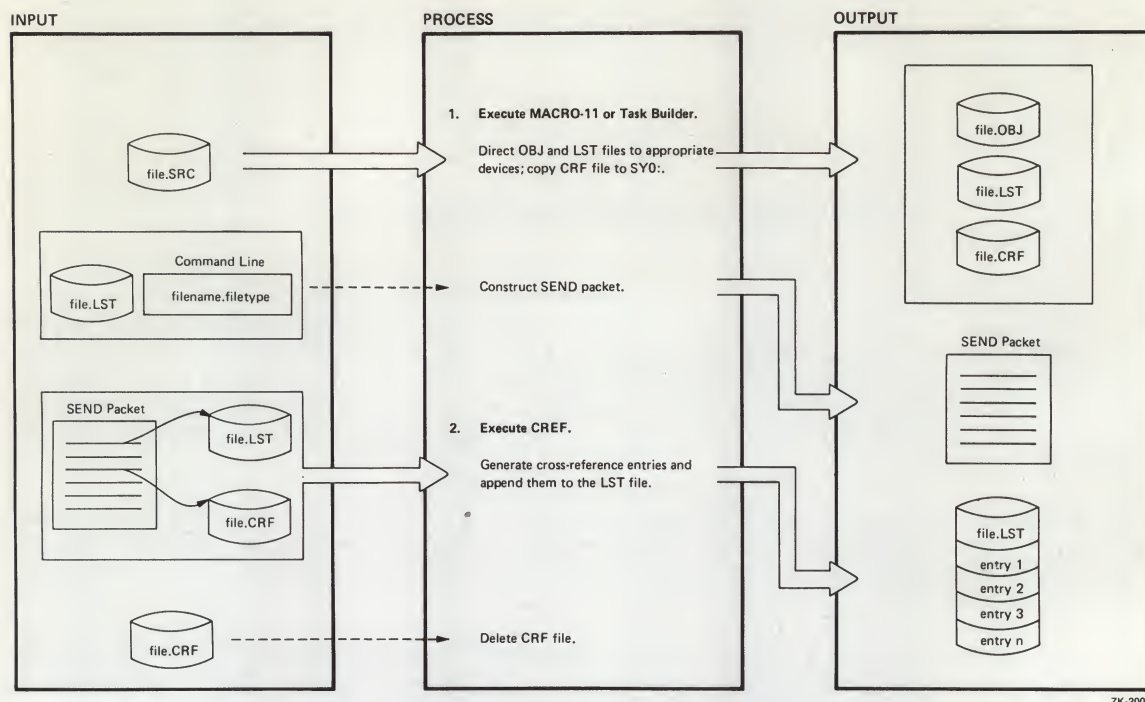 INPUT
PROCESS
OUTPUT
file.SRC
Command Line
file.LST
filename.filetype
SEND Packet
file.LST
file.CRF
file.CRF
1. Execute MACRO-11 or Task Builder.
Direct OBJ and LST files to appropriate
devices; copy CRF file to SY0:.
Construct SEND packet.
2. Execute CREF.
Generate cross-reference entries and
append them to the LST file.
Delete CRF file.
file.OBJ
file.LST
file.CRF
SEND Packet
file.LST
entry 1
entry 2
entry 3
entry n